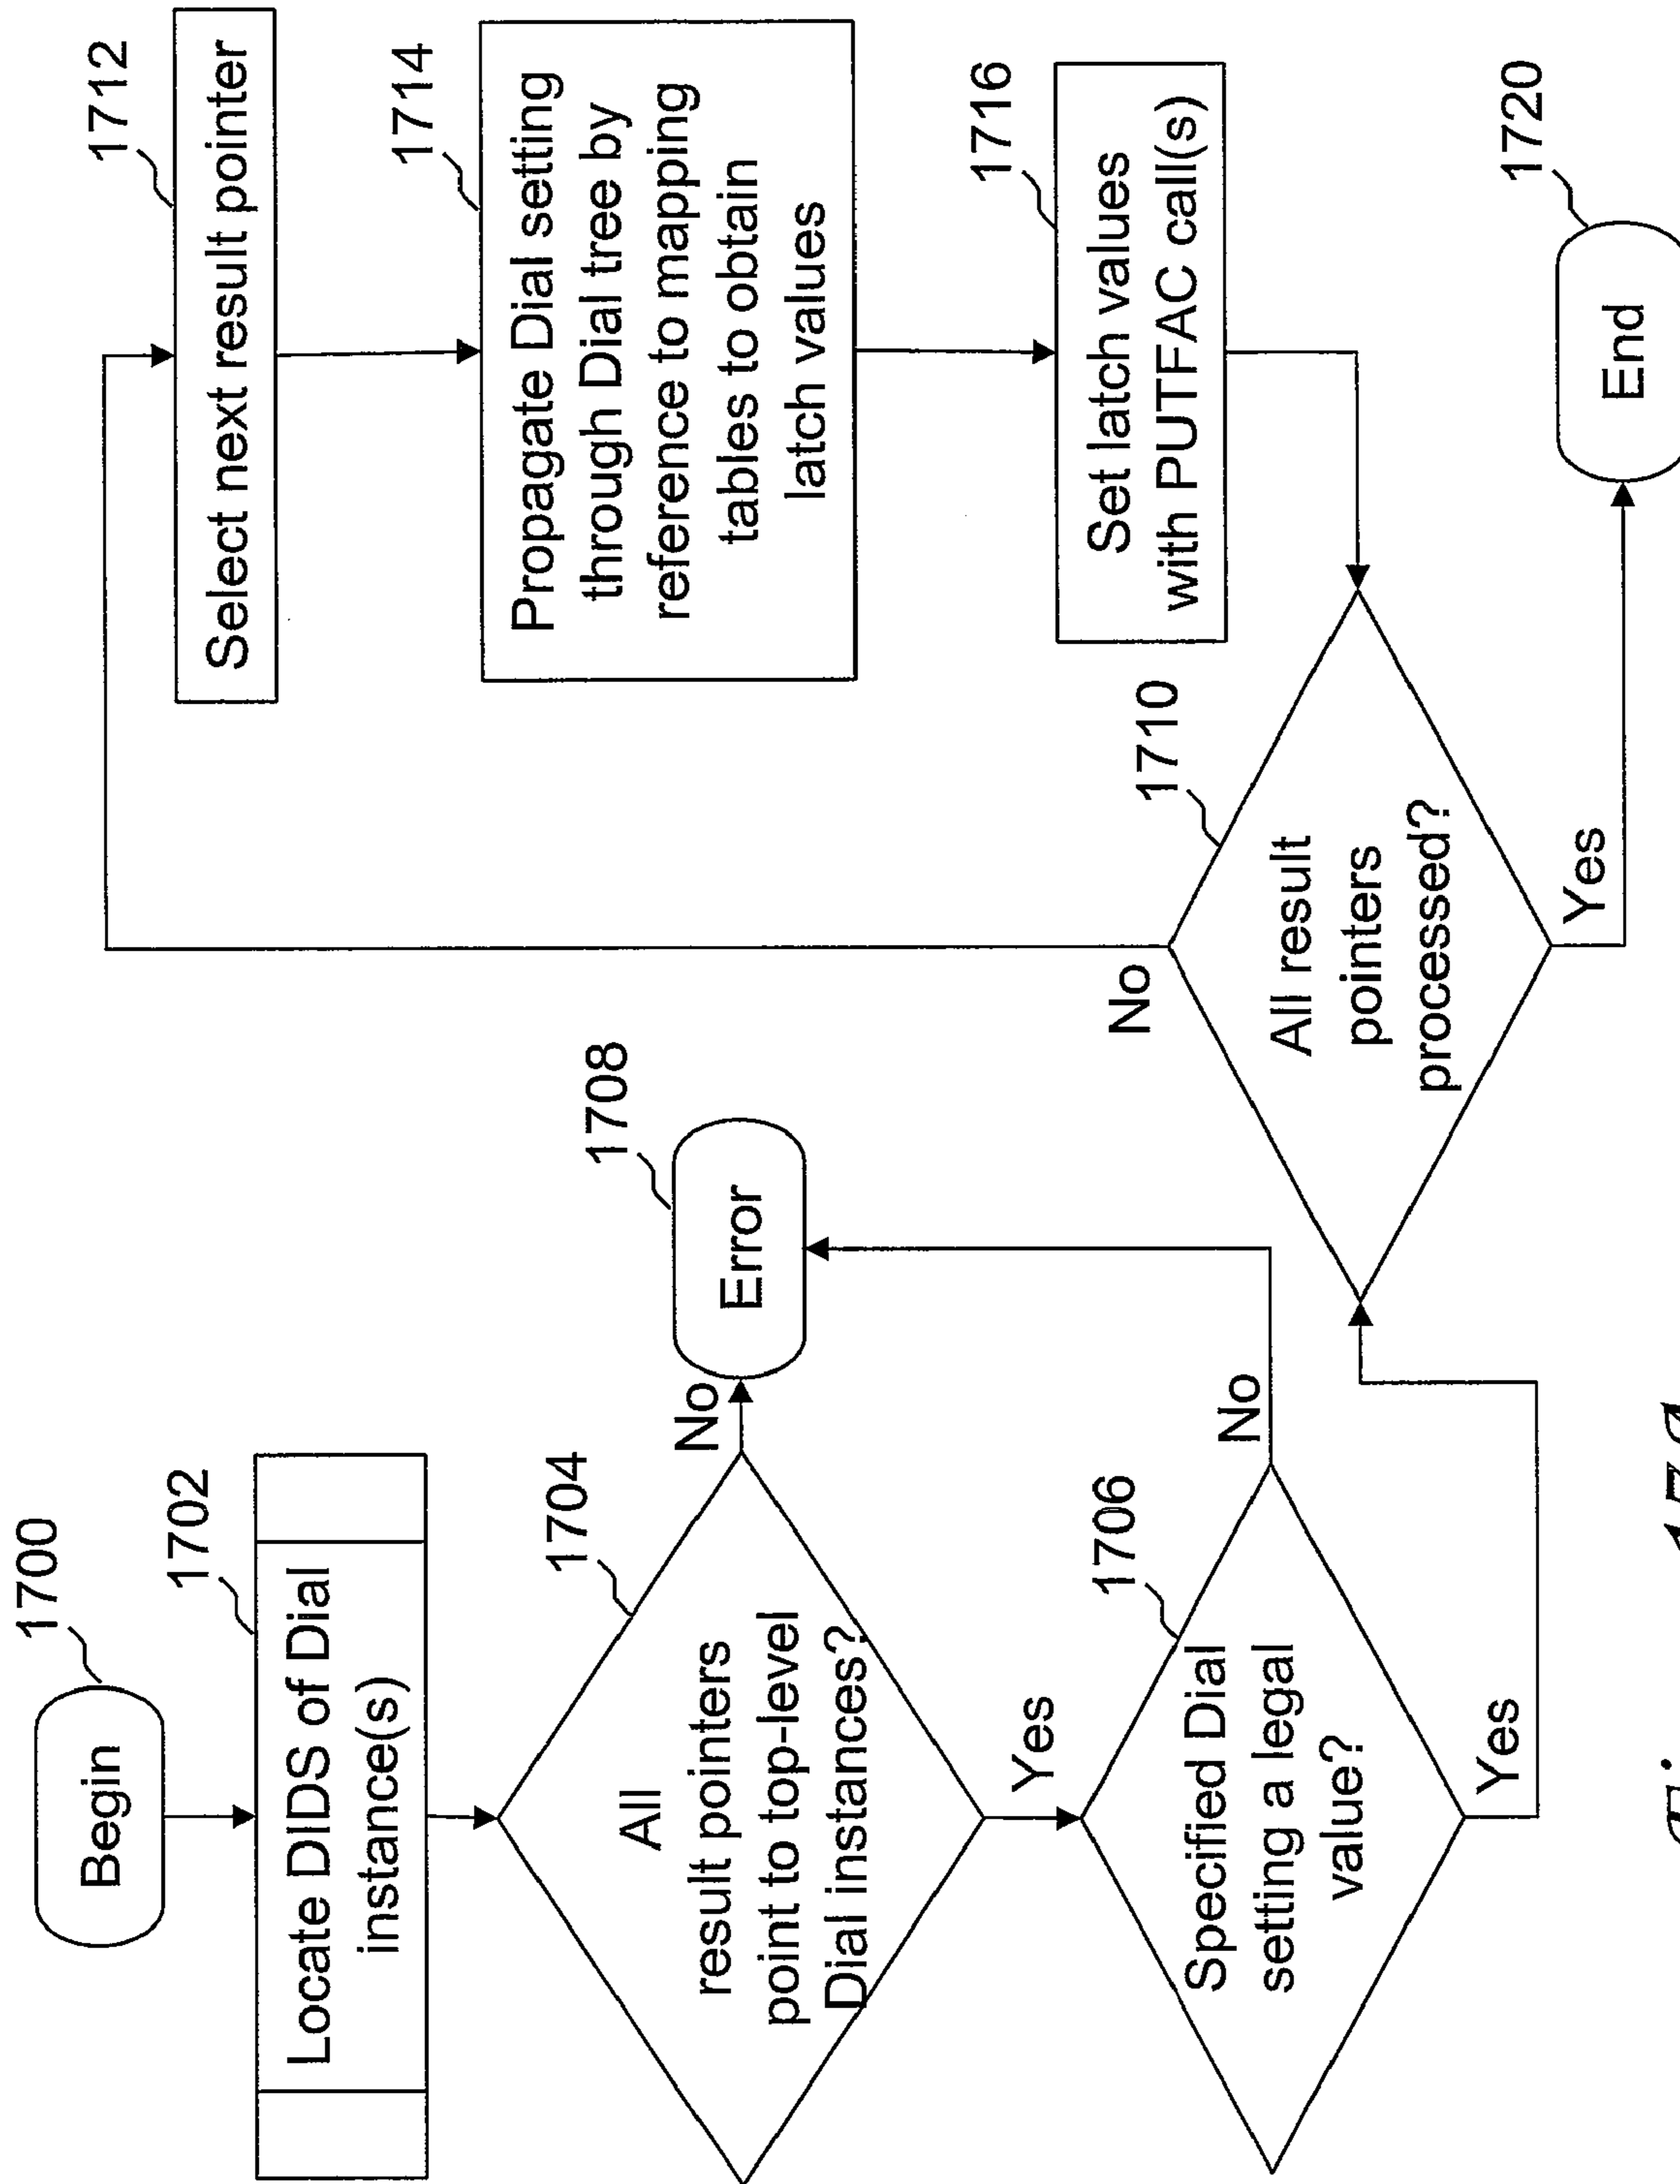 1700
Begin
1702
Locate DIDS of Dial
instance(s)
1704
All
result pointers
point to top-level
Dial instances?
No
Yes
1708
Error
1706
Specified Dial
setting a legal
value?
No
Yes
1710
All result
pointers
processed?
No
Yes
1712
Select next result pointer
1714
Propagate Dial setting
through Dial tree by
reference to mapping
tables to obtain
latch values
1716
Set latch values
with PUTFAC call(s)
1720
End